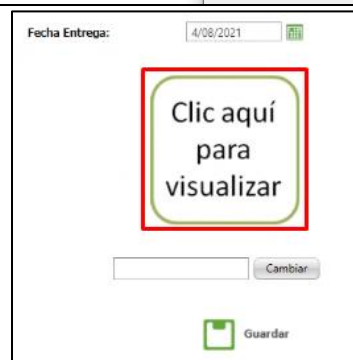 Fecha Entrega: 4/08/2021
Clic aquí
para
visualizar
Cambiar
Guardar